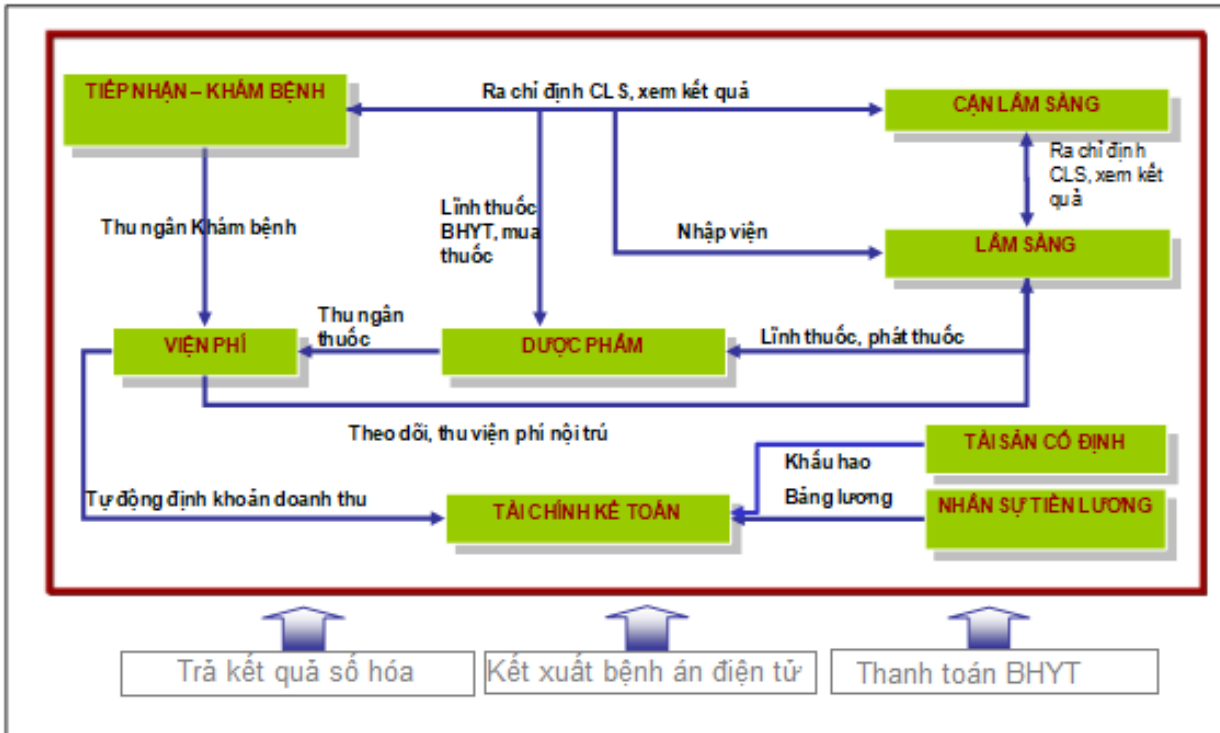 TIẾP NHẬN – KHÁM BỆNH
Ra chỉ định CLS, xem kết quả
CẬN LÂM SÀNG
Ra chỉ định
CLS, xem kết
quả
Thu ngân Khám bệnh
Lĩnh thuốc
BHYT, mua
thuốc
Nhập viện
LÂM SÀNG
Thu ngân
thuốc
VIỆN PHÍ
DƯỢC PHẨM
Lĩnh thuốc, phát thuốc
Theo dõi, thu viện phí nội trú
TÀI SẢN CỐ ĐỊNH
Khấu hao
Tự động định khoản doanh thu
TÀI CHÍNH KẾ TOÁN
Bảng lương
NHÂN SỰ TIỀN LƯƠNG
Trả kết quả số hóa
Kết xuất bệnh án điện tử
Thanh toán BHYT